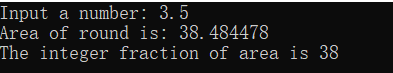 Input a number: 3.5
Area of round is: 38.484478
The integer fraction of area is 38